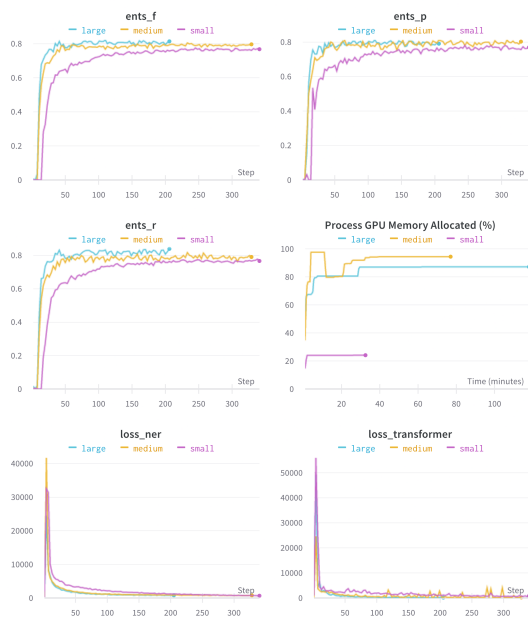 ents_f
large medium small
0.8
0.6
0.4
0.2
0
Step
50 100 150 200 250 300
ents_p
large medium small
0.8
0.6
0.4
0.2
0
Step
50 100 150 200 250 300
ents_r
large medium small
0.8
0.6
0.4
0.2
0
Step
50 100 150 200 250 300
Process GPU Memory Allocated (%)
large medium small
100
80
60
40
20
0
Time (minutes)
20 40 60 80 100
loss_ner
large medium small
40000
30000
20000
10000
0
Step
50 100 150 200 250 300
loss_transformer
large medium small
50000
40000
30000
20000
10000
0
Step
50 100 150 200 250 300